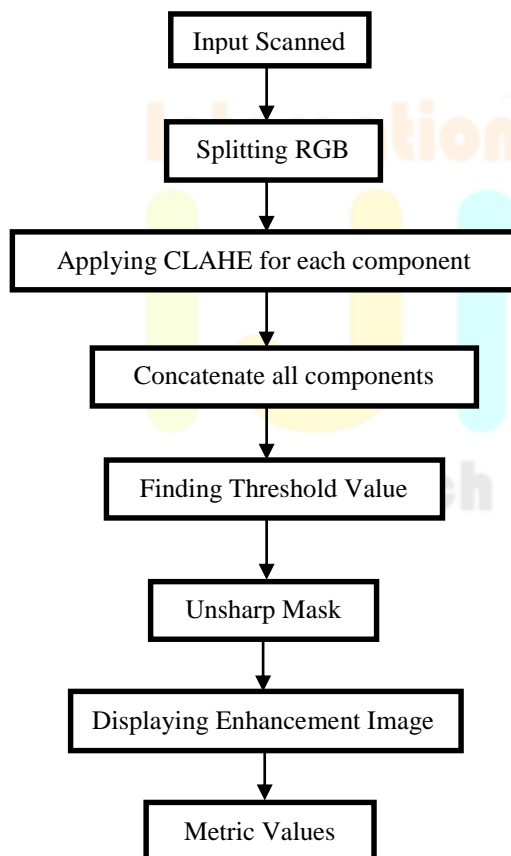 Input Scanned
Splitting RGB
Applying CLAHE for each component
Concatenate all components
Finding Threshold Value
Unsharp Mask
Displaying Enhancement Image
Metric Values